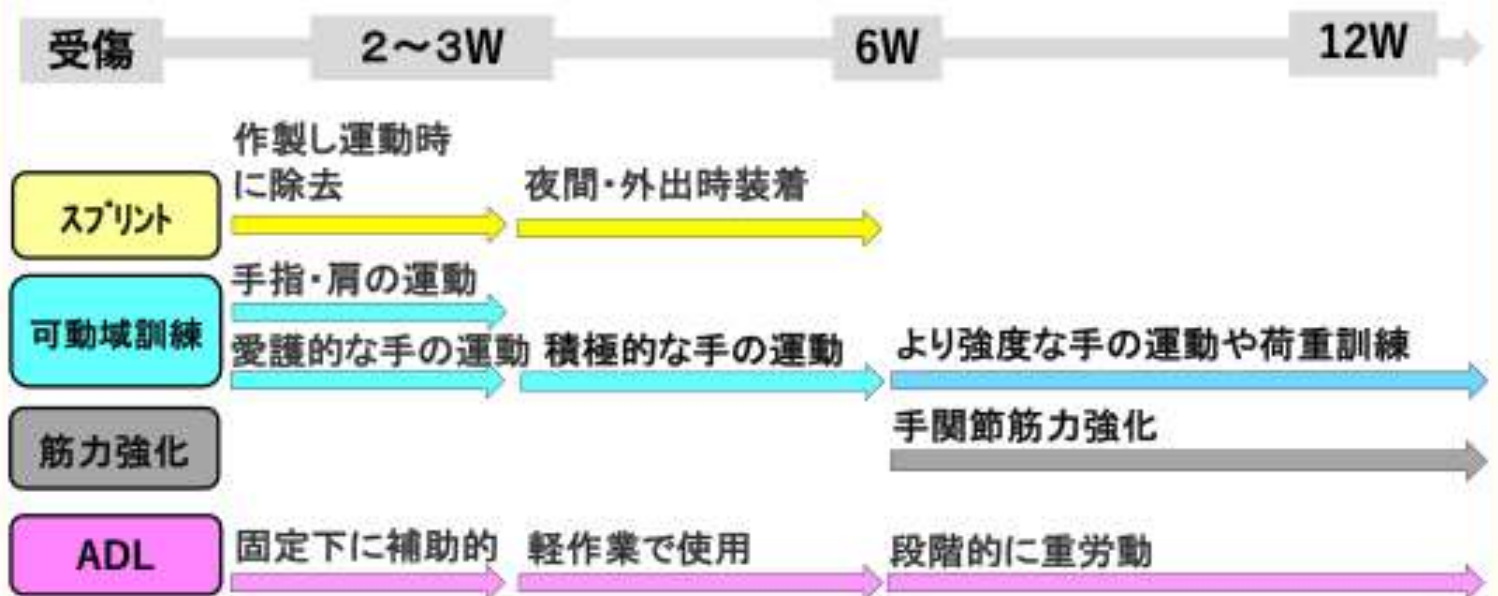 受傷
2〜3W
6W
12W
スプリント
作製し運動時
に除去
夜間・外出時装着
可動域訓練
手指・肩の運動
愛護的な手の運動
積極的な手の運動
より強度な手の運動や荷重訓練
筋力強化
手関節筋力強化
ADL
固定下に補助的
軽作業で使用
段階的に重労動